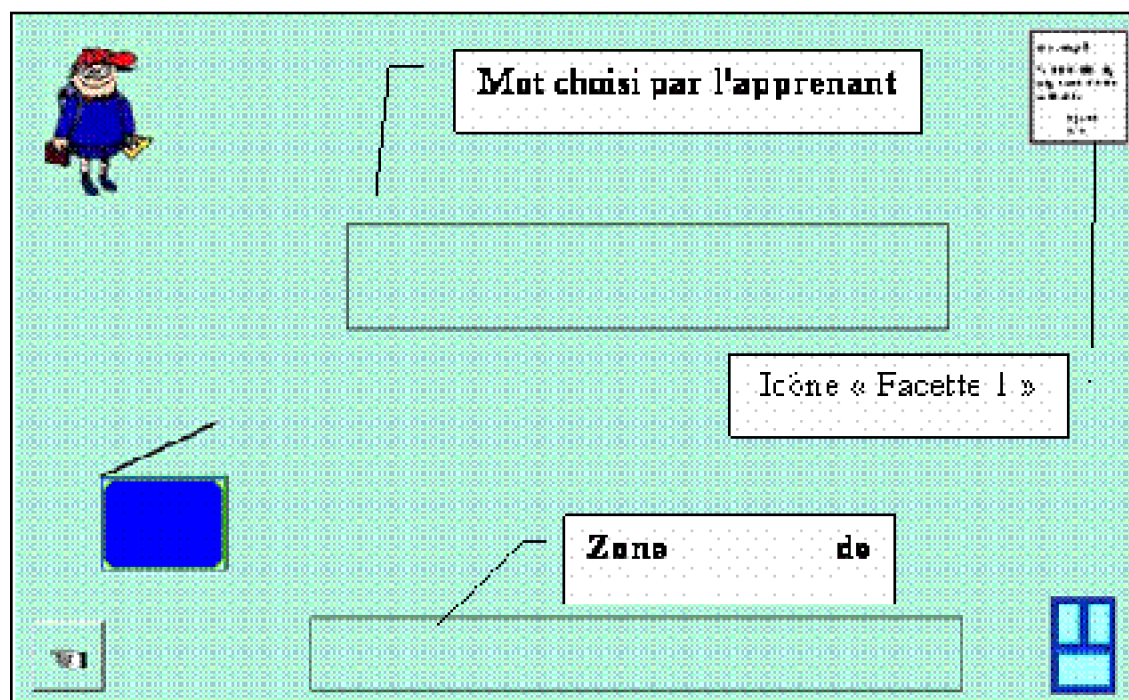 Mot choisi par l'apprenant
Icône « Facette 1 »
Zone de